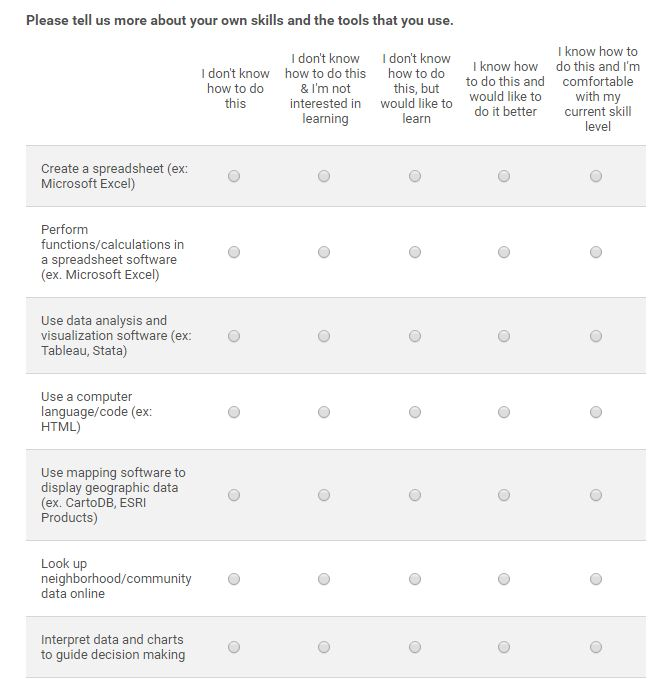 Please tell us more about your own skills and the tools that you use.
I don't know
how to do
this
I don't know
how to do this
& I'm not
interested in
learning
I don't know
how to do
this, but
would like to
learn
I know how
to do this and
would like to
do it better
I know how to
do this and I'm
comfortable
with my
current skill
level
Create a spreadsheet (ex:
Microsoft Excel)
Perform
functions/calculations in
a spreadsheet software
(ex. Microsoft Excel)
Use data analysis and
visualization software (ex:
Tableau, Stata)
Use a computer
language/code (ex:
HTML)
Use mapping software to
display geographic data
(ex. CartoDB, ESRI
Products)
Look up
neighborhood/community
data online
Interpret data and charts
to guide decision making